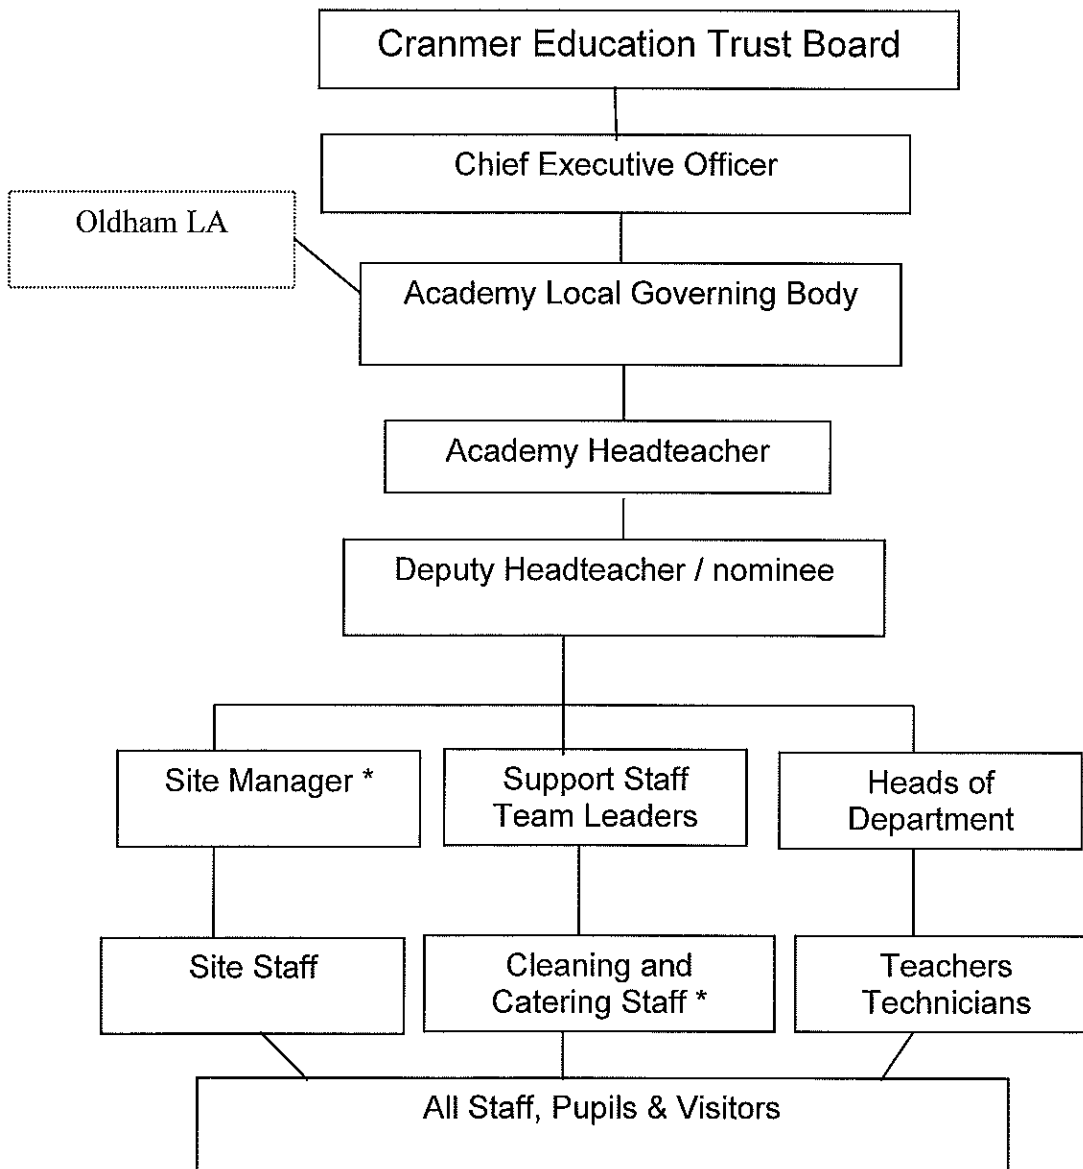 Cranmer Education Trust Board
Chief Executive Officer
Oldham LA
Academy Local Governing Body
Academy Headteacher
Deputy Headteacher / nominee
Site Manager *
Support Staff
Team Leaders
Heads of
Department
Site Staff
Cleaning and
Catering Staff *
Teachers
Technicians
All Staff, Pupils & Visitors